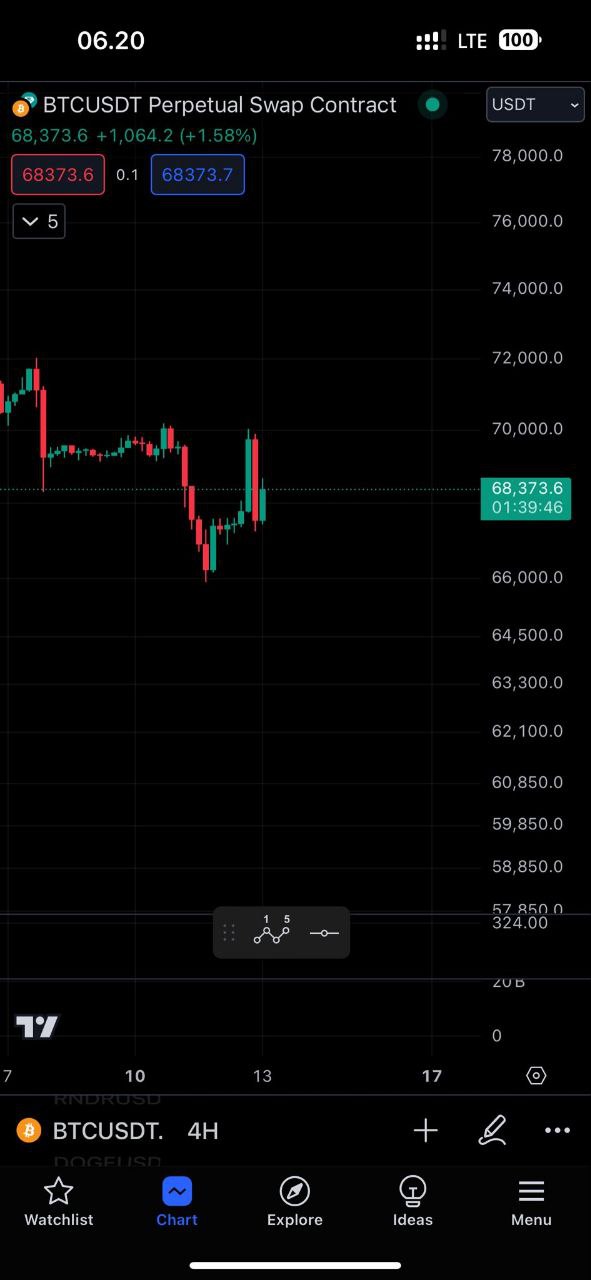 06.20
LTE 100
BTCUSDT Perpetual Swap Contract
USDT
68,373.6 +1,064.2 (+1.58%)
68373.6 0.1 68373.7
5
78,000.0
76,000.0
74,000.0
72,000.0
70,000.0
68,373.6
01:39:46
66,000.0
64,500.0
63,300.0
62,100.0
60,850.0
59,850.0
58,850.0
57,850.0
324.00
1 5
20 B
0
7 10 13 17
RNDRUSD
BTCUSDT. 4H
DOGEUSD
Watchlist Chart Explore Ideas Menu